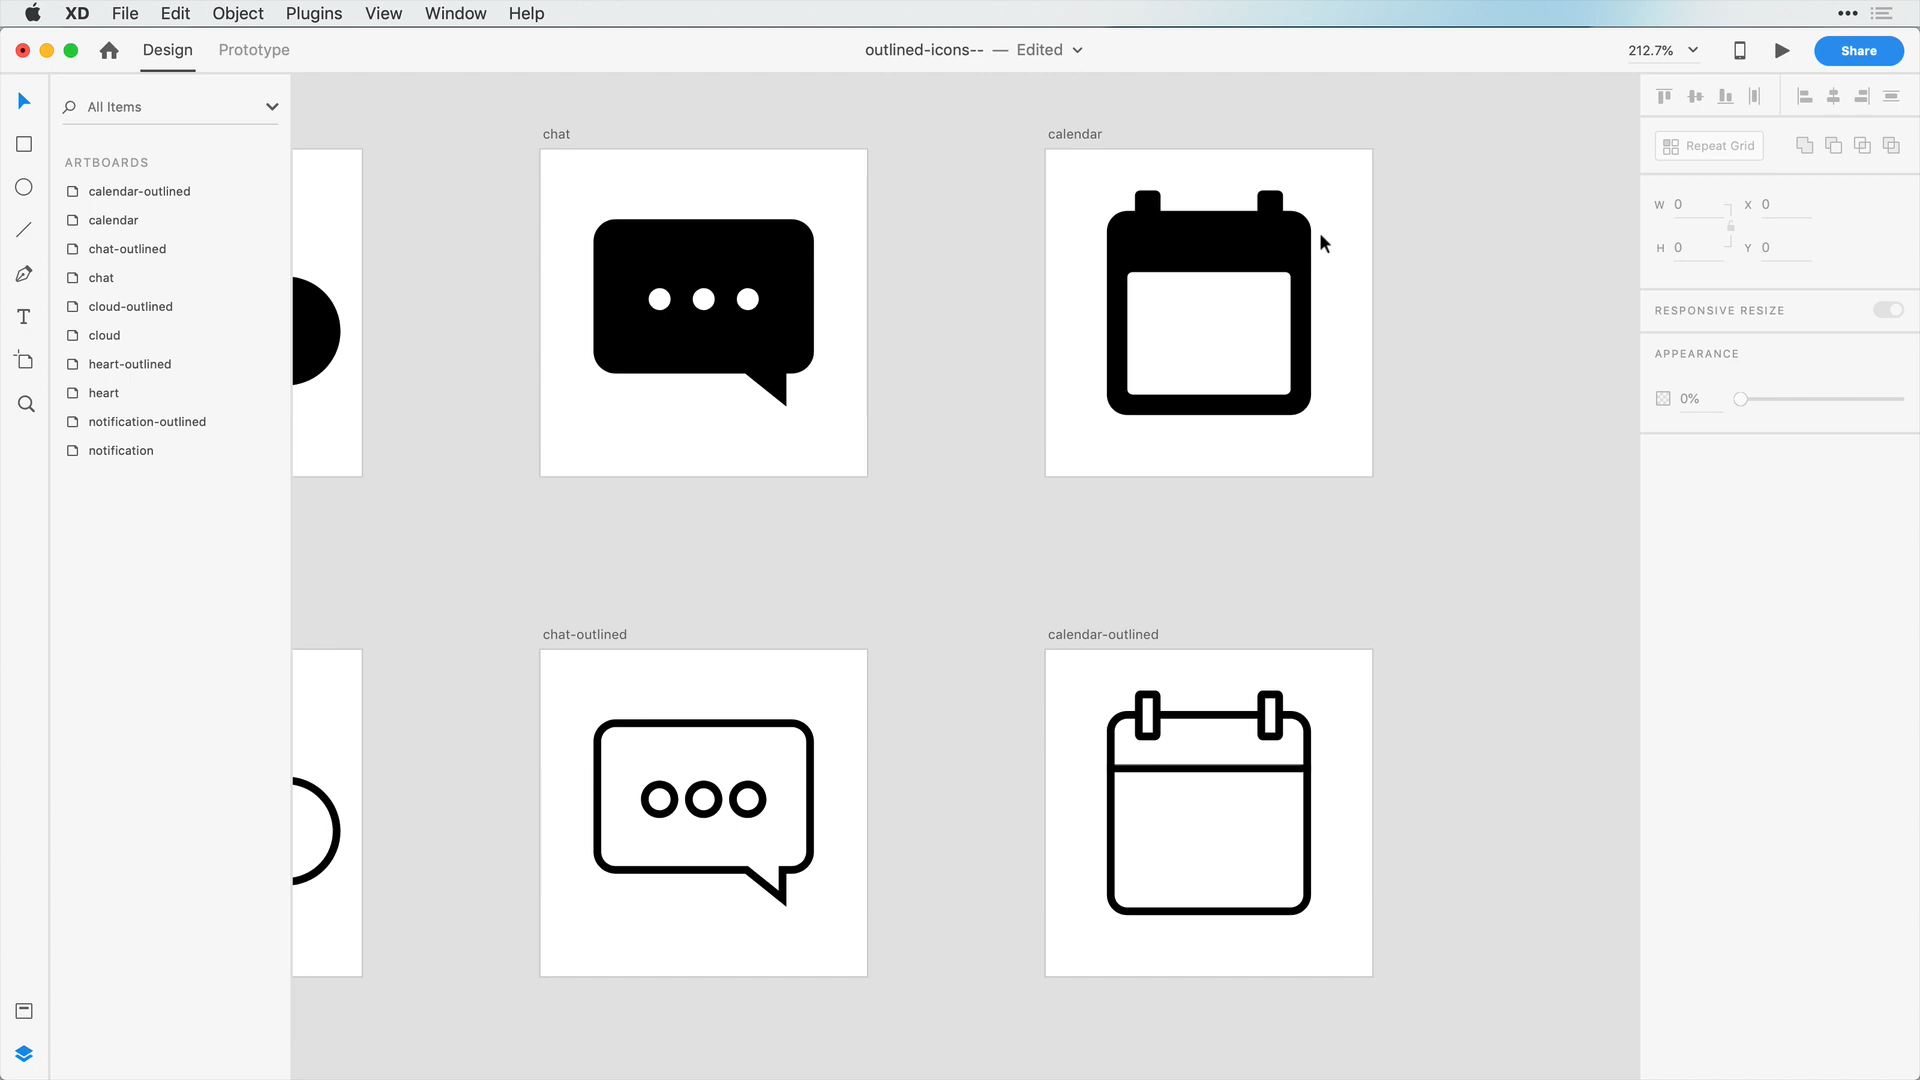 XD File Edit Object Plugins View Window Help
Design Prototype outlined-icons-- — Edited 212.7% Share
All Items
ARTBOARDS
calendar-outlined
calendar
chat-outlined
chat
cloud-outlined
cloud
heart-outlined
heart
notification-outlined
notification
chat
calendar
chat-outlined
calendar-outlined
Repeat Grid
W 0 X 0
H 0 Y 0
RESPONSIVE RESIZE
APPEARANCE
0%